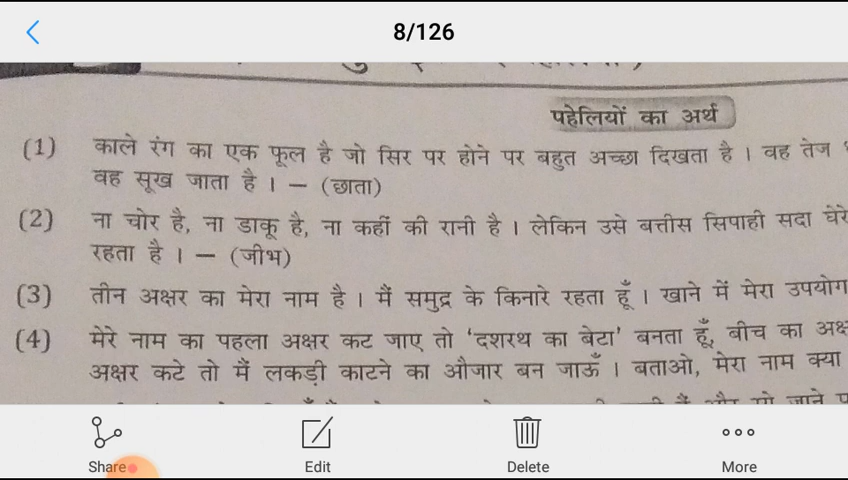 8/126
पहेलियों का अर्थ
(1) काले रंग का एक फूल है जो सिर पर होने पर बहुत अच्छा दिखता है । वह तेज
वह सूख जाता है । – (छाता)
(2) ना चोर है, ना डाकू है, ना कहीं की रानी है । लेकिन उसे बत्तीस सिपाही सदा घेरे
रहता है । – (जीभ)
(3) तीन अक्षर का मेरा नाम है । मैं समुद्र के किनारे रहता हूँ । खाने में मेरा उपयोग
(4) मेरे नाम का पहला अक्षर कट जाए तो ‘दशरथ का बेटा’ बनता हूँ, बीच का
अक्षर कटे तो मैं लकड़ी काटने का औजार बन जाऊँ । बताओ, मेरा नाम क्या
Share Edit Delete More